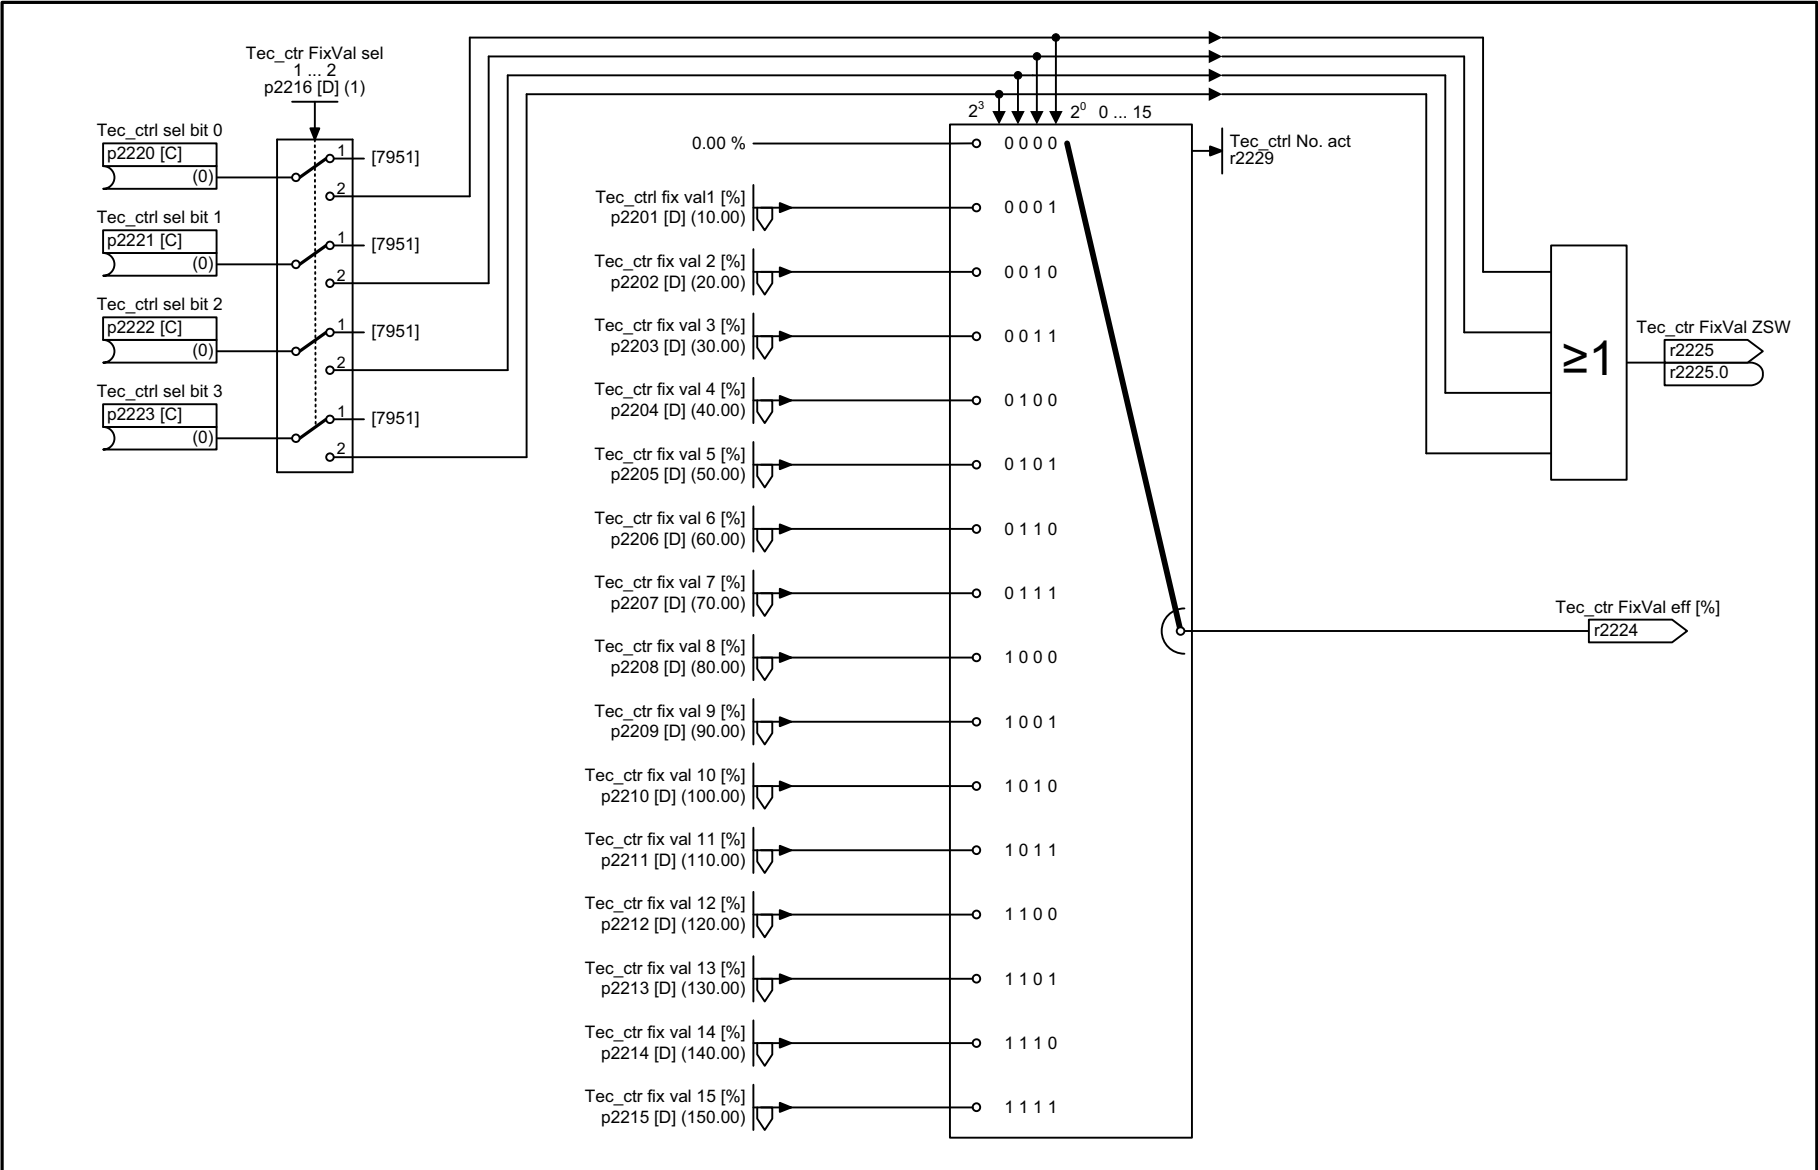 Tec_ctr FixVal sel
1 ... 2
p2216 [D] (1)
Tec_ctrl sel bit 0
p2220 [C]
(0)
1
[7951]
2
Tec_ctrl sel bit 1
p2221 [C]
(0)
1
[7951]
2
Tec_ctrl sel bit 2
p2222 [C]
(0)
1
[7951]
2
Tec_ctrl sel bit 3
p2223 [C]
(0)
1
[7951]
2
2³ 2⁰ 0 ... 15
0.00 % 0 0 0 0
Tec_ctrl fix val1 [%]
p2201 [D] (10.00) 0 0 0 1
Tec_ctr fix val 2 [%]
p2202 [D] (20.00) 0 0 1 0
Tec_ctr fix val 3 [%]
p2203 [D] (30.00) 0 0 1 1
Tec_ctr fix val 4 [%]
p2204 [D] (40.00) 0 1 0 0
Tec_ctr fix val 5 [%]
p2205 [D] (50.00) 0 1 0 1
Tec_ctr fix val 6 [%]
p2206 [D] (60.00) 0 1 1 0
Tec_ctr fix val 7 [%]
p2207 [D] (70.00) 0 1 1 1
Tec_ctr fix val 8 [%]
p2208 [D] (80.00) 1 0 0 0
Tec_ctr fix val 9 [%]
p2209 [D] (90.00) 1 0 0 1
Tec_ctr fix val 10 [%]
p2210 [D] (100.00) 1 0 1 0
Tec_ctr fix val 11 [%]
p2211 [D] (110.00) 1 0 1 1
Tec_ctr fix val 12 [%]
p2212 [D] (120.00) 1 1 0 0
Tec_ctr fix val 13 [%]
p2213 [D] (130.00) 1 1 0 1
Tec_ctr fix val 14 [%]
p2214 [D] (140.00) 1 1 1 0
Tec_ctr fix val 15 [%]
p2215 [D] (150.00) 1 1 1 1
Tec_ctrl No. act
r2229
≥1
Tec_ctr FixVal ZSW
r2225
r2225.0
Tec_ctr FixVal eff [%]
r2224